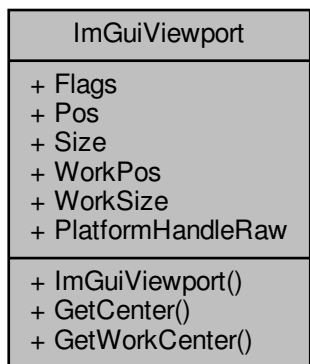 ImGuiViewport
+ Flags
+ Pos
+ Size
+ WorkPos
+ WorkSize
+ PlatformHandleRaw
+ ImGuiViewport()
+ GetCenter()
+ GetWorkCenter()